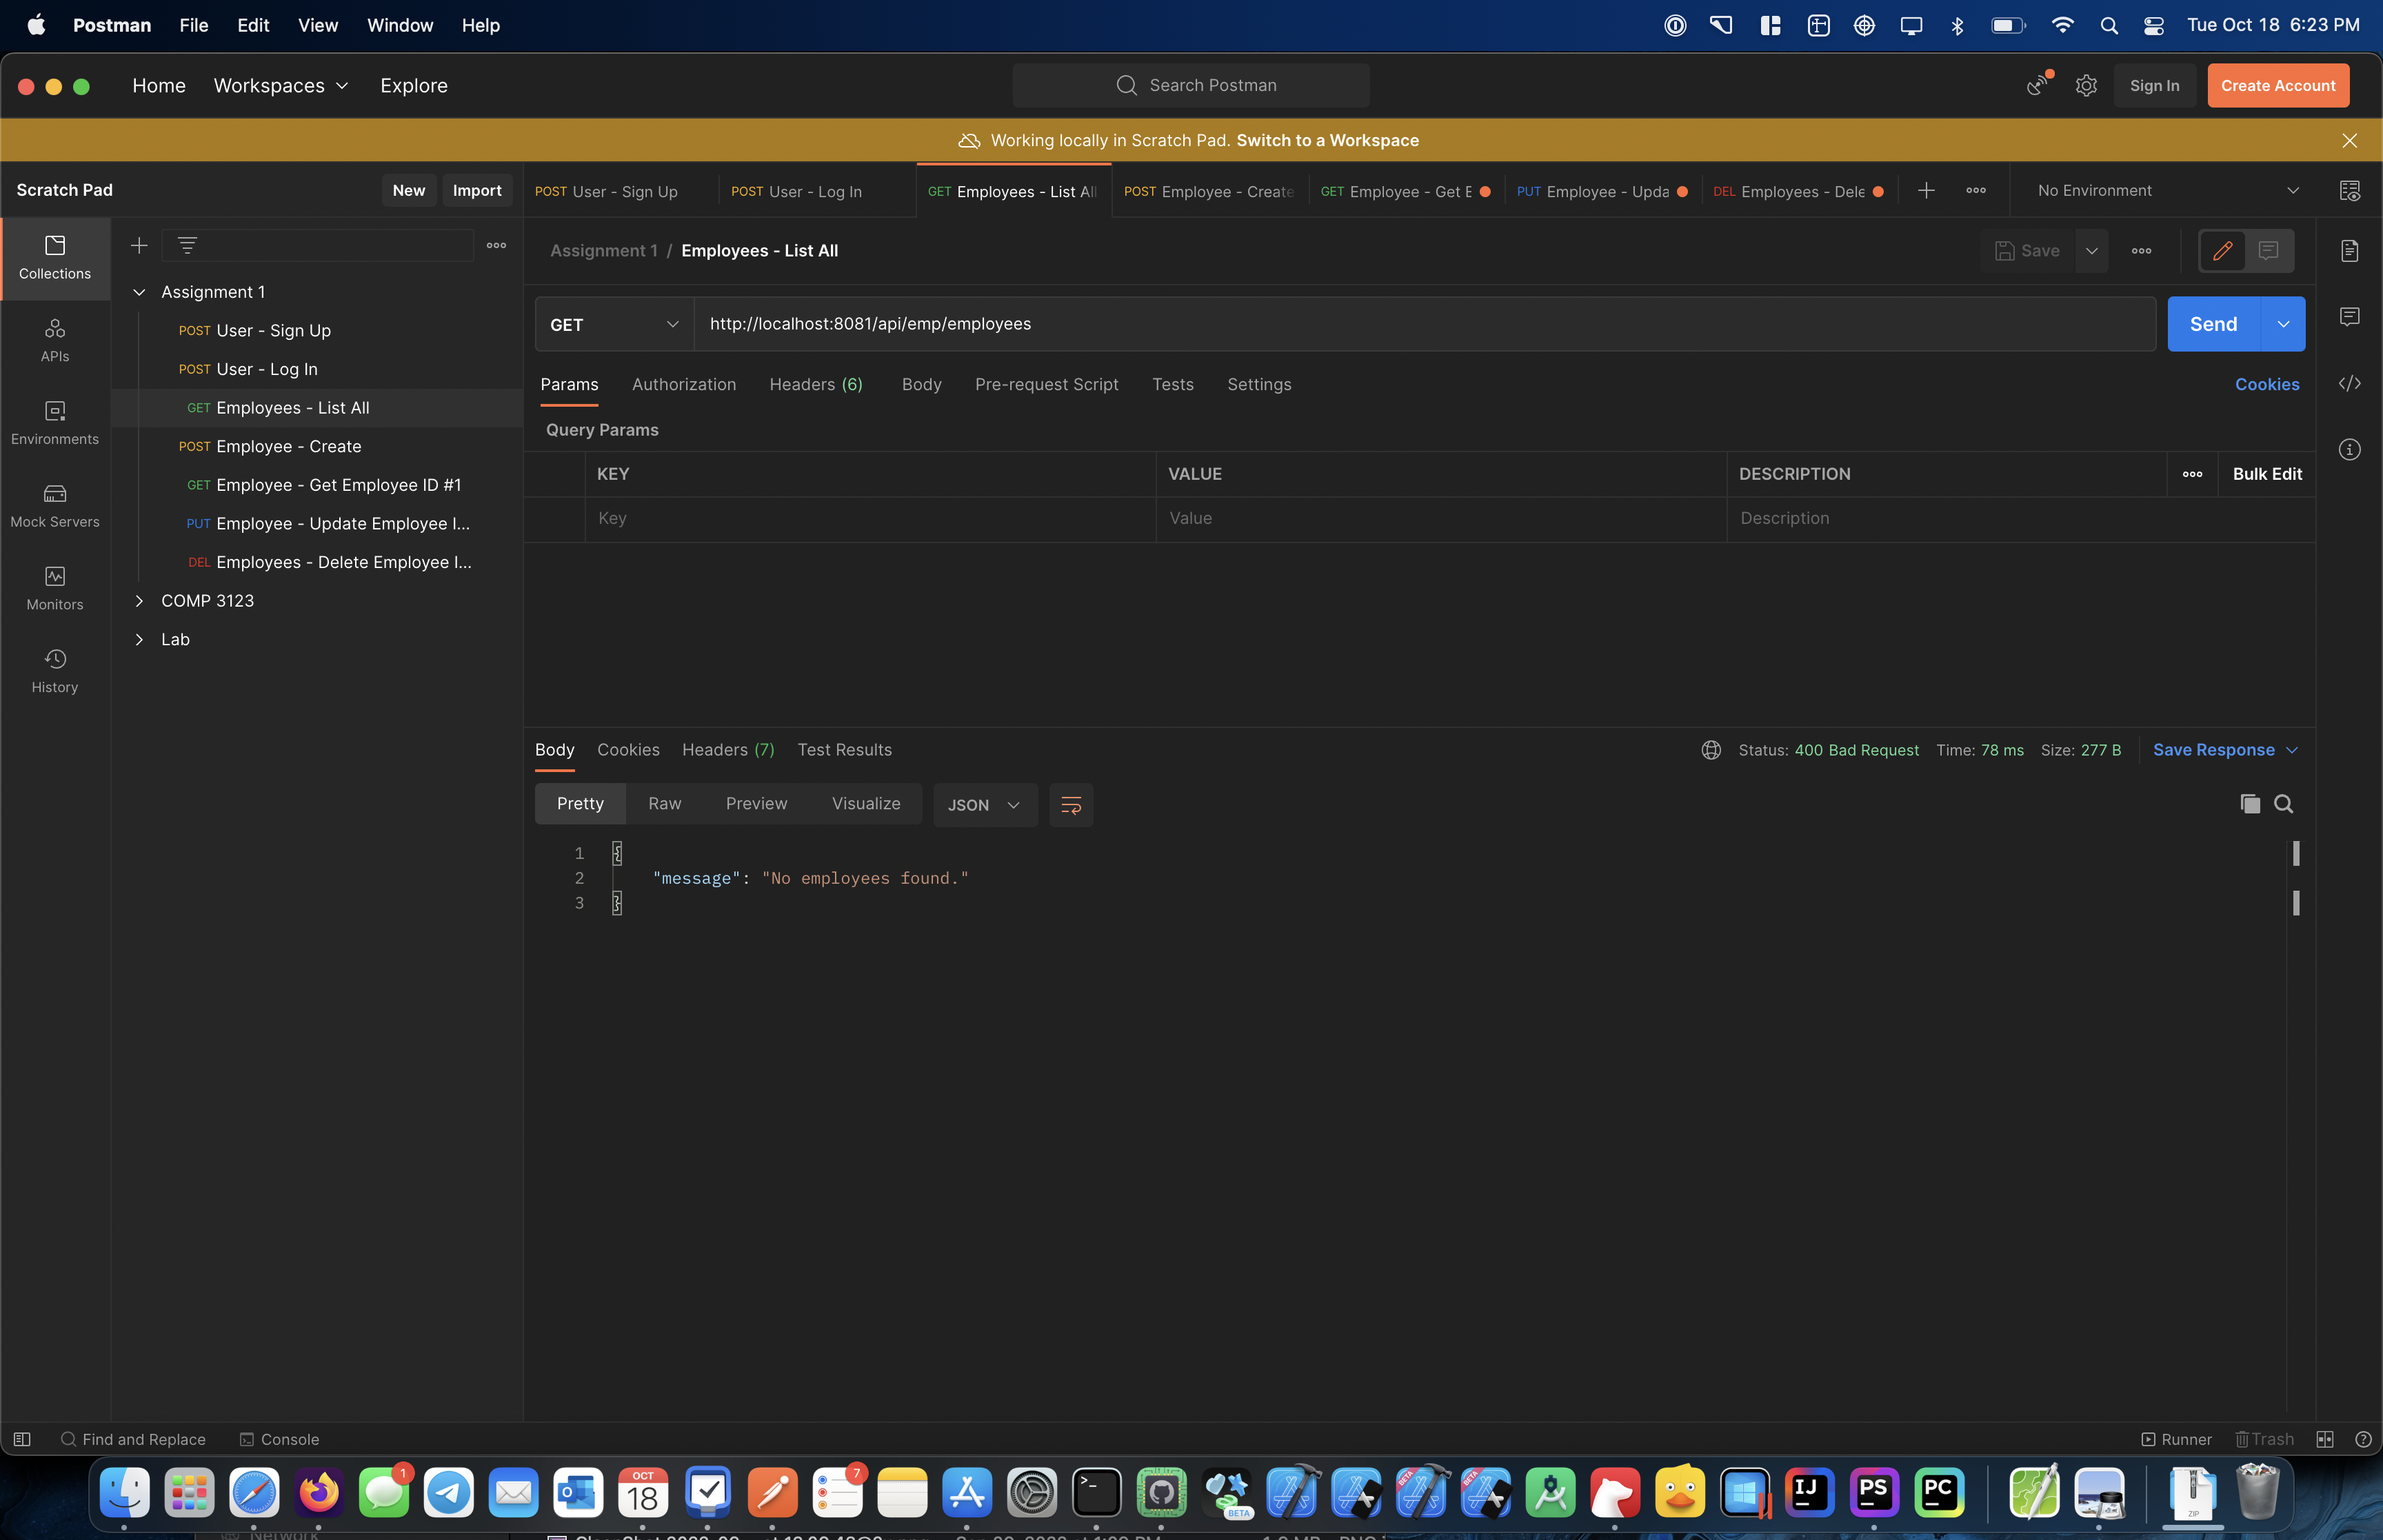 Postman File Edit View Window Help Tue Oct 18 6:23 PM
Home Workspaces Explore Search Postman Sign In Create Account
Working locally in Scratch Pad. Switch to a Workspace
Scratch Pad New Import
POST User - Sign Up POST User - Log In GET Employees - List All POST Employee - Create GET Employee - Get E PUT Employee - Upda DEL Employees - Dele No Environment
Collections
APIs
Environments
Mock Servers
Monitors
History
Assignment 1
POST User - Sign Up
POST User - Log In
GET Employees - List All
POST Employee - Create
GET Employee - Get Employee ID #1
PUT Employee - Update Employee I...
DEL Employees - Delete Employee I...
COMP 3123
Lab
Assignment 1 / Employees - List All Save
GET http://localhost:8081/api/emp/employees Send
Params Authorization Headers (6) Body Pre-request Script Tests Settings Cookies
Query Params
KEY VALUE DESCRIPTION Bulk Edit
Key Value Description
Body Cookies Headers (7) Test Results Status: 400 Bad Request Time: 78 ms Size: 277 B Save Response
Pretty Raw Preview Visualize JSON
1 {
2 "message": "No employees found."
3 }
Find and Replace Console Runner Trash
1 OCT 18 7 BETA BETA BETA IJ PS PC ZIP